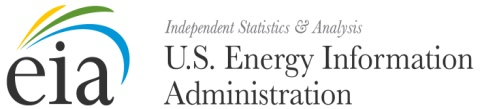 eia
Independent Statistics & Analysis
U.S. Energy Information
Administration